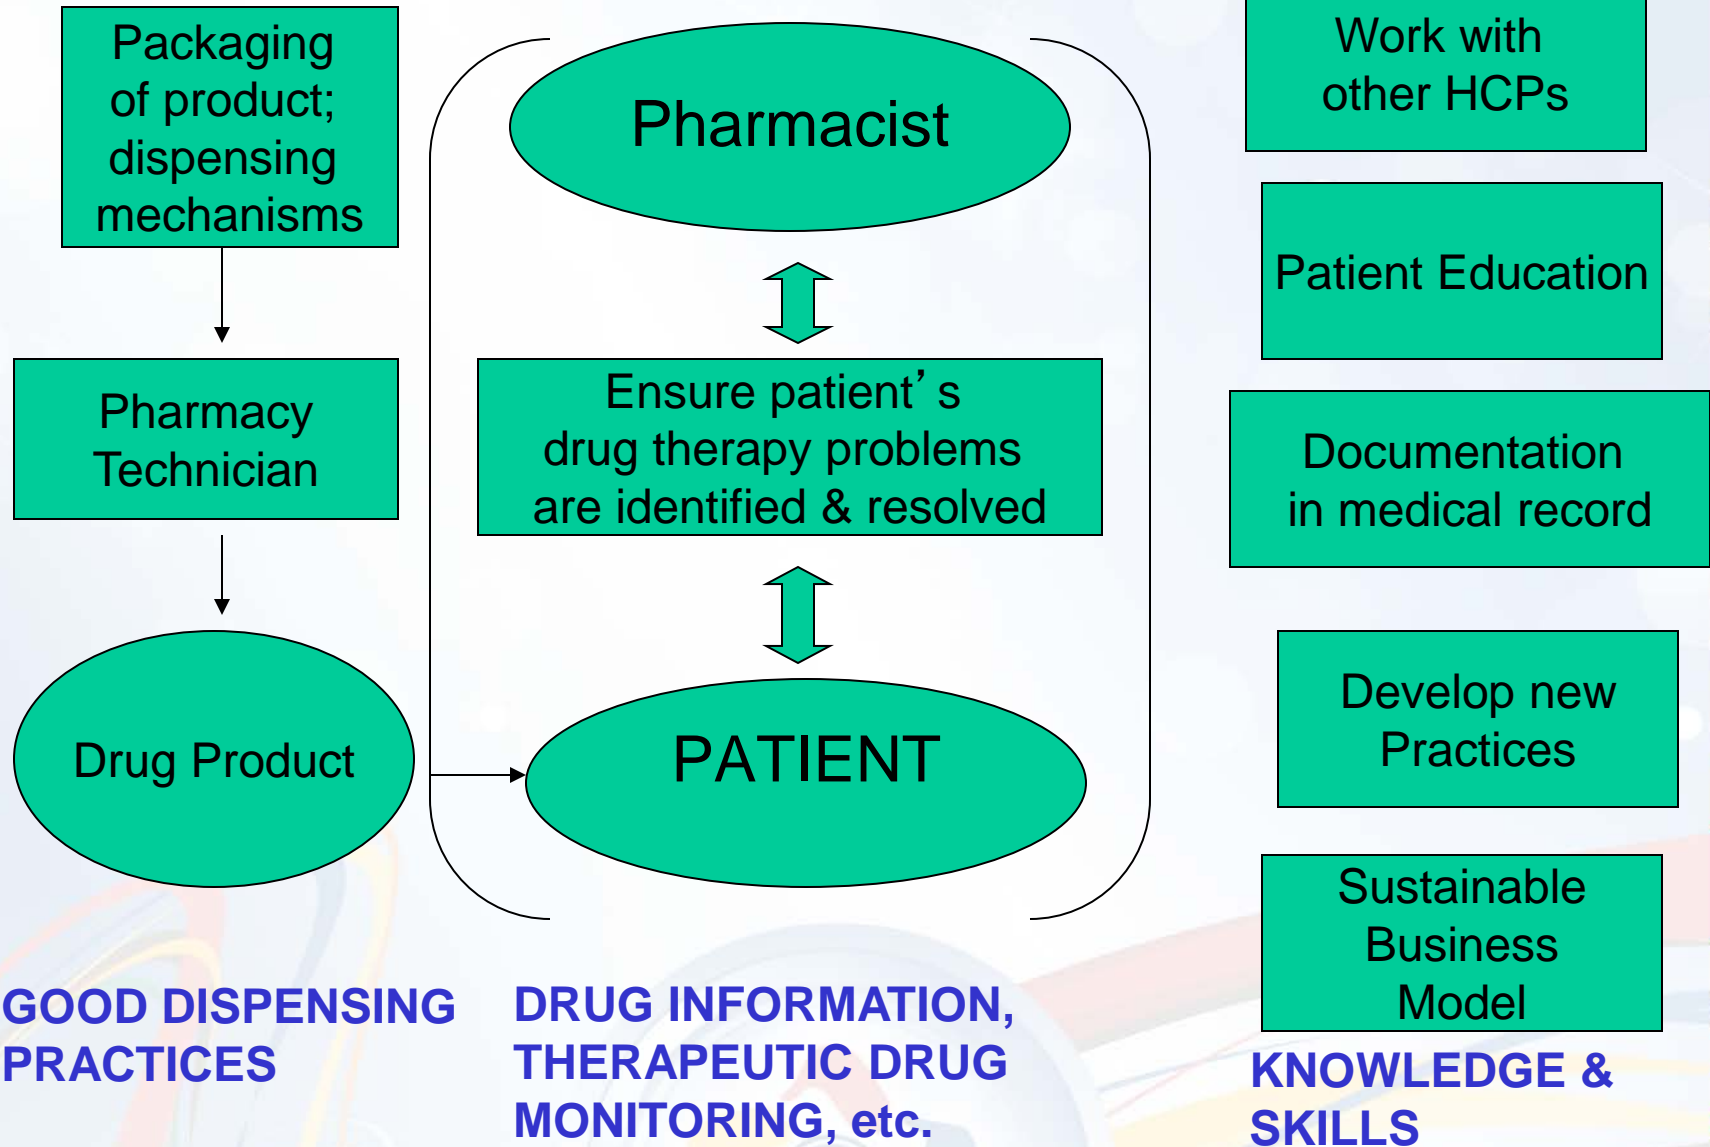 Packaging
of product;
dispensing
mechanisms
Pharmacy
Technician
Drug Product
GOOD DISPENSING
PRACTICES
Pharmacist
Ensure patient’s
drug therapy problems
are identified & resolved
PATIENT
DRUG INFORMATION,
THERAPEUTIC DRUG
MONITORING, etc.
Work with
other HCPs
Patient Education
Documentation
in medical record
Develop new
Practices
Sustainable
Business
Model
KNOWLEDGE &
SKILLS